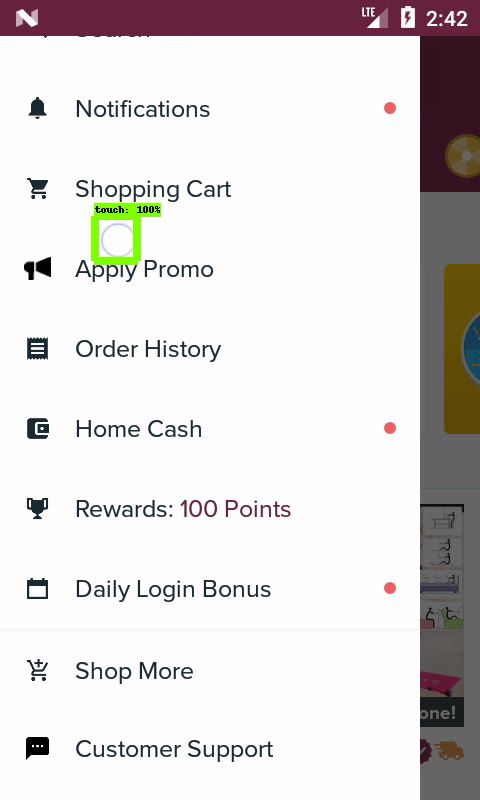 LTE 2:42
Search
Notifications
Shopping Cart
touch: 100%
Apply Promo
Order History
Home Cash
Rewards: 100 Points
Daily Login Bonus
one!
Shop More
Customer Support